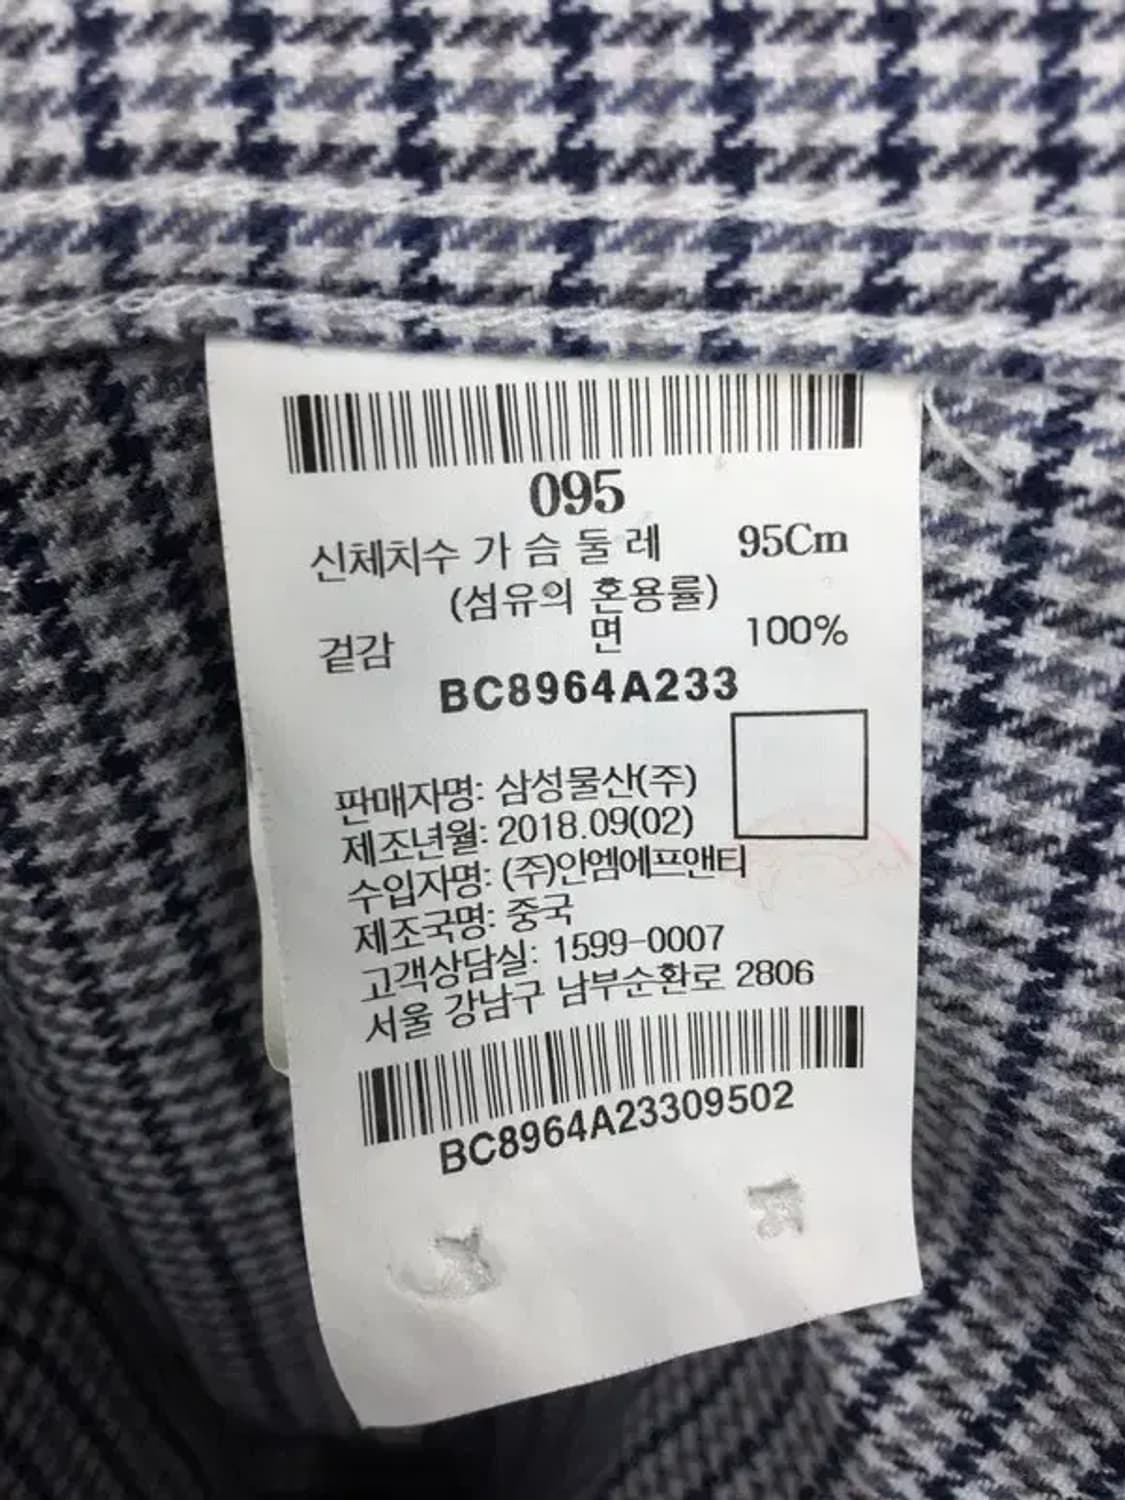 095
신체치수 가 슴 둘 레 95Cm
(섬유의 혼용률)
겉감 면 100%
BC8964A233
판매자명: 삼성물산(주)
제조년월: 2018.09(02)
수입자명: (주)안엠에프앤티
제조국명: 중국
고객상담실: 1599-0007
서울 강남구 남부순환로 2806
BC8964A23309502